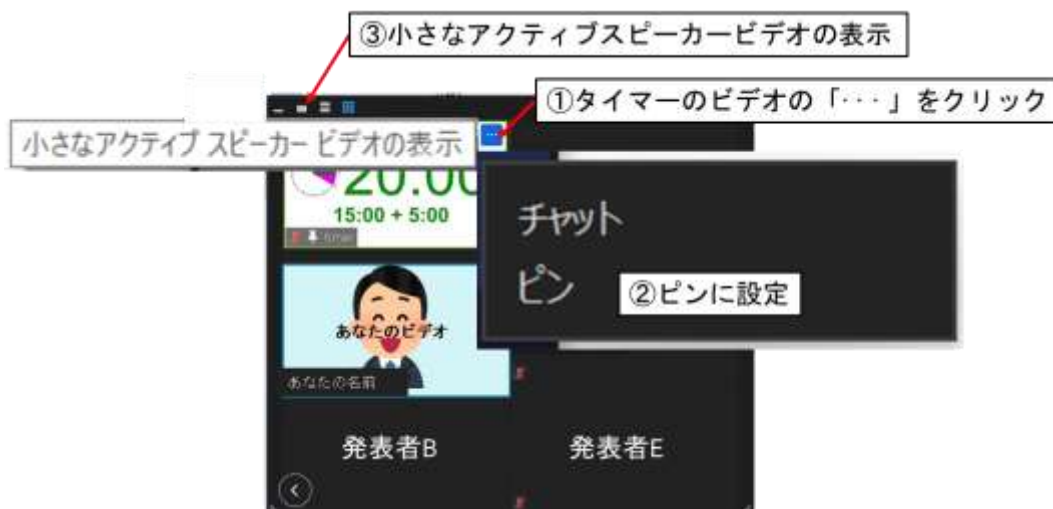 ③小さなアクティブスピーカービデオの表示
①タイマーのビデオの「・・・」をクリック
小さなアクティブ スピーカー ビデオの表示
20:00
15:00 + 5:00
timer
チャット
ピン
②ピンに設定
あなたのビデオ
あなたの名前
発表者B
発表者E